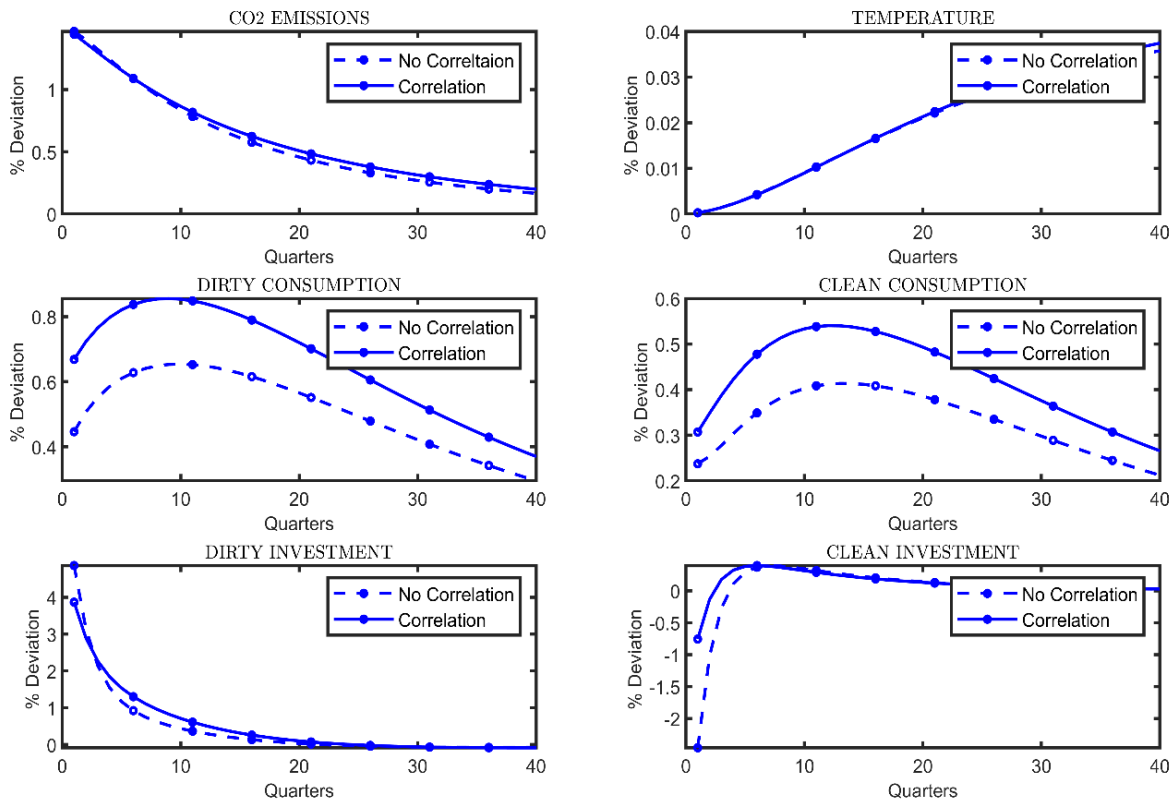 CO2 EMISSIONS
% Deviation
1
0.5
0
No Correltaion
Correlation
0 10 20 30 40
Quarters
TEMPERATURE
% Deviation
0.04
0.03
0.02
0.01
0
No Correlation
Correlation
0 10 20 30 40
Quarters
DIRTY CONSUMPTION
% Deviation
0.8
0.6
0.4
No Correlation
Correlation
0 10 20 30 40
Quarters
CLEAN CONSUMPTION
% Deviation
0.6
0.5
0.4
0.3
0.2
No Correlation
Correlation
0 10 20 30 40
Quarters
DIRTY INVESTMENT
% Deviation
4
3
2
1
0
No Correlation
Correlation
0 10 20 30 40
Quarters
CLEAN INVESTMENT
% Deviation
0
-0.5
-1
-1.5
-2
No Correlation
Correlation
0 10 20 30 40
Quarters